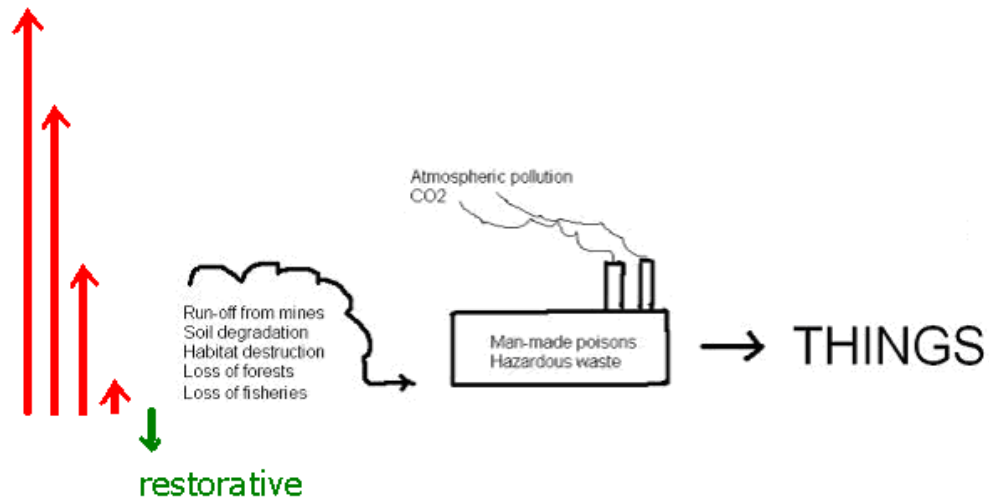 Atmospheric pollution
CO2
Run-off from mines
Soil degradation
Habitat destruction
Loss of forests
Loss of fisheries
Man-made poisons
Hazardous waste
THINGS
restorative